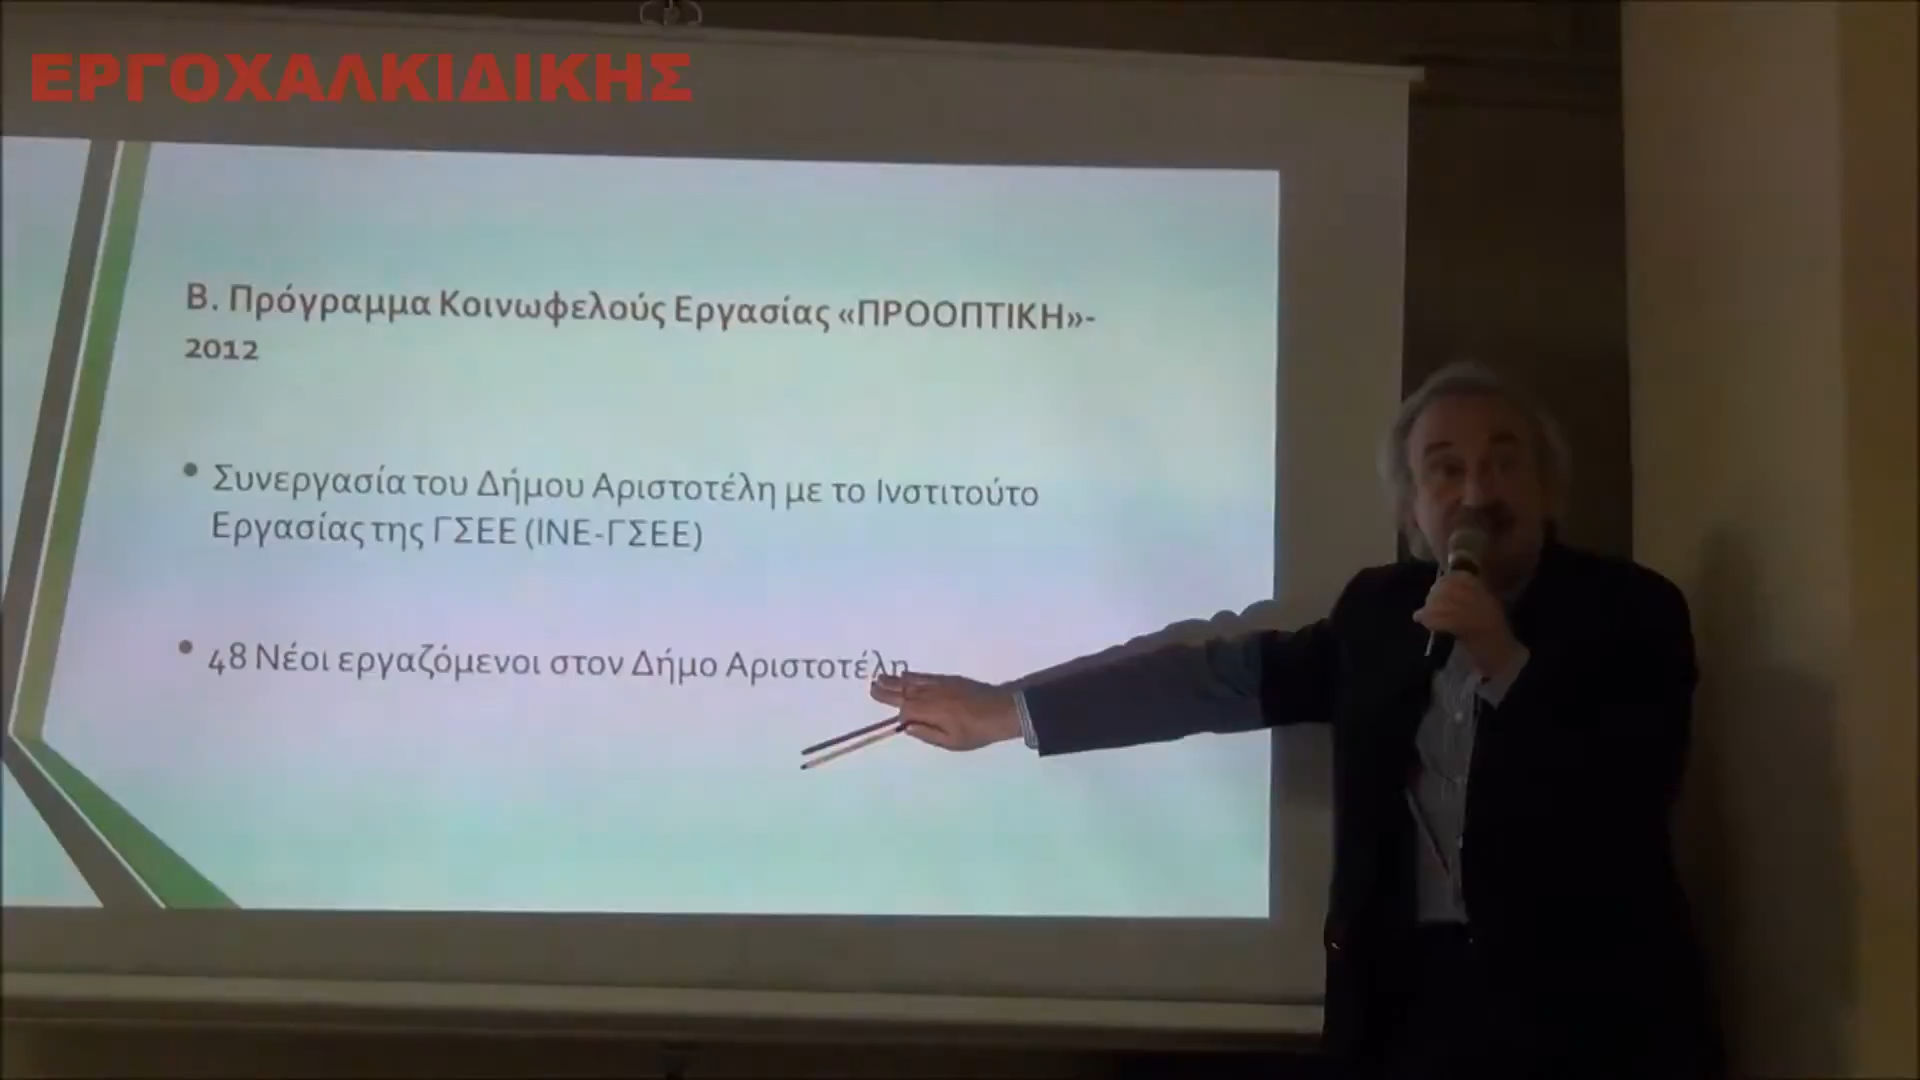 ΕΡΓΟΧΑΛΚΙΔΙΚΗΣ
Β. Πρόγραμμα Κοινωφελούς Εργασίας «ΠΡΟΟΠΤΙΚΗ»-
2012
• Συνεργασία του Δήμου Αριστοτέλη με το Ινστιτούτο
Εργασίας της ΓΣΕΕ (ΙΝΕ-ΓΣΕΕ)
• 48 Νέοι εργαζόμενοι στον Δήμο Αριστοτέλη